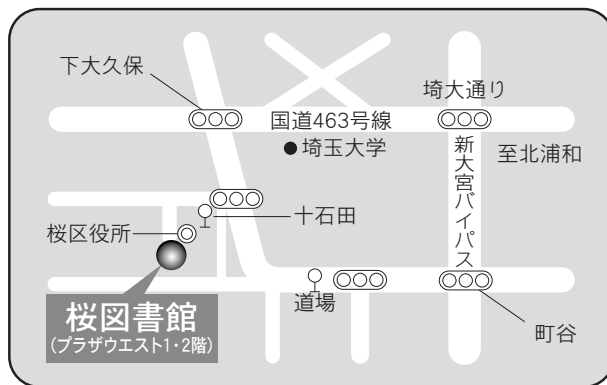 下大久保
埼大通り
国道463号線
埼玉大学
至北浦和
新大宮バイパス
十石田
桜区役所
道場
町谷
桜図書館
(プラザウエスト1・2階)